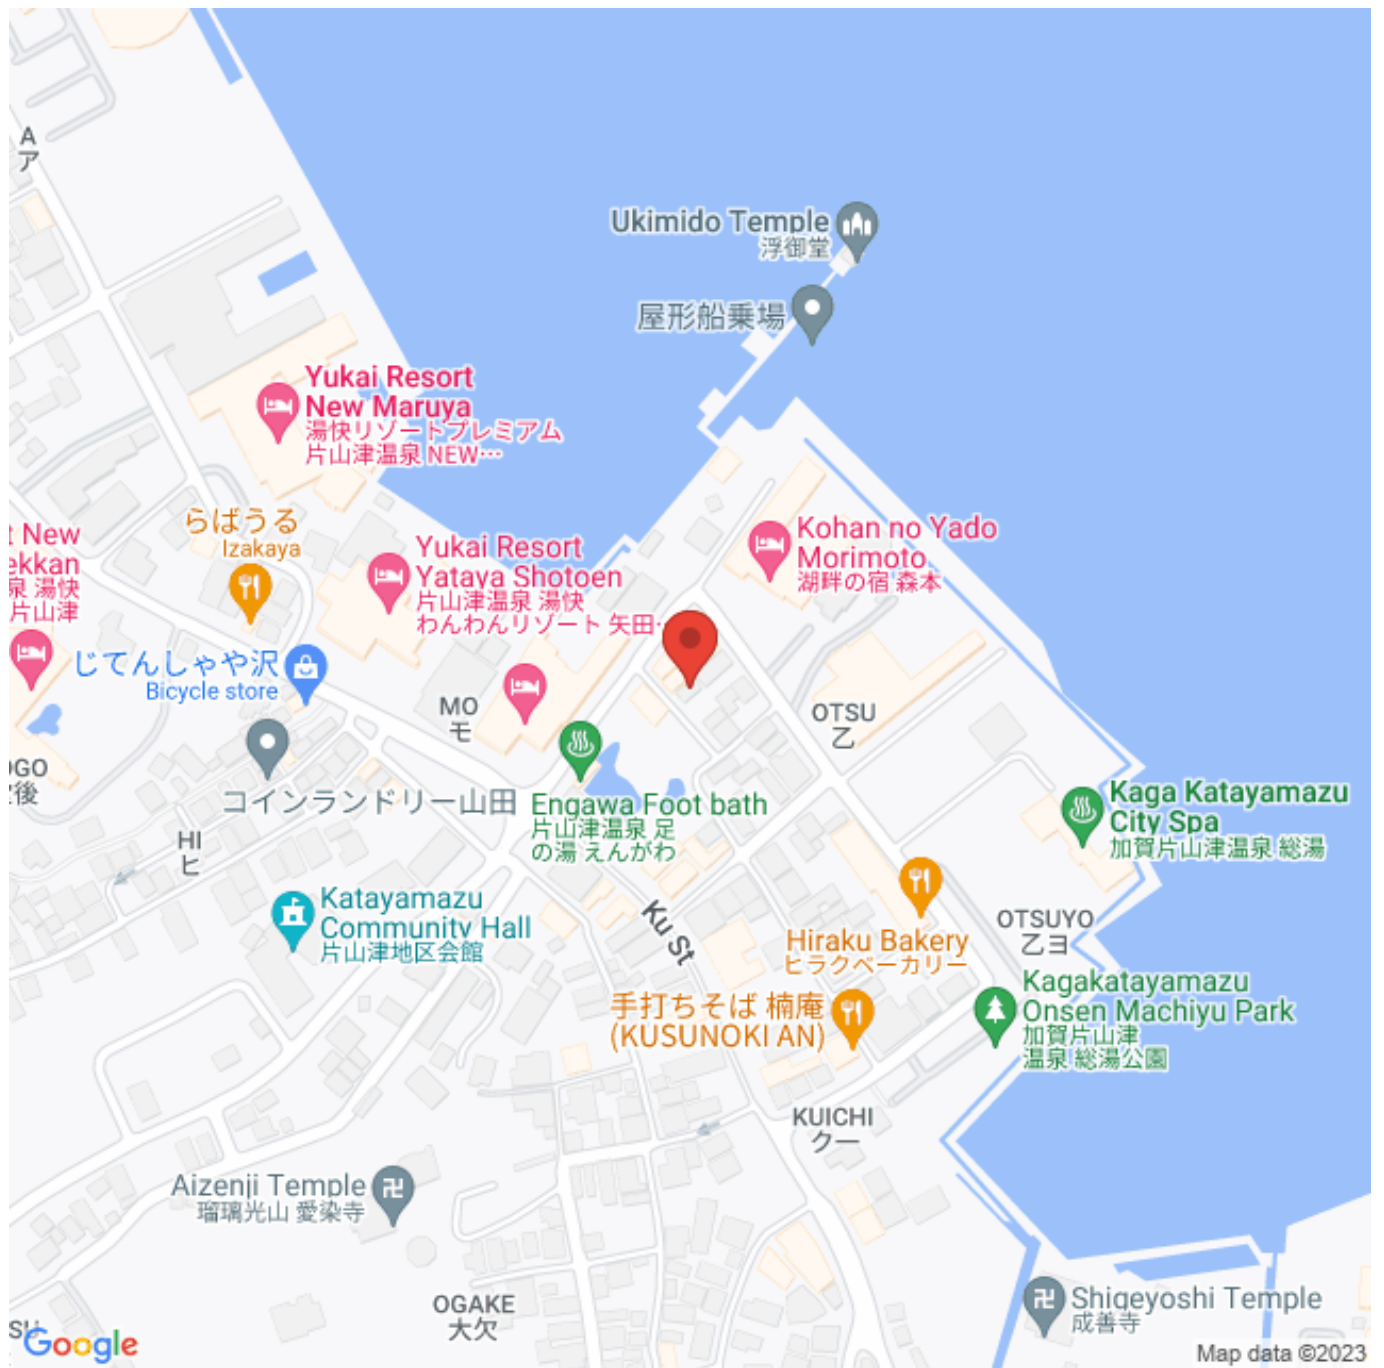 A
ア
Ukimido Temple
浮御堂
屋形船乗場
Yukai Resort
New Maruya
湯快リゾートプレミアム
片山津温泉 NEW…
らばうる
Izakaya
t New
ekkan
泉 湯快
片山津
Yukai Resort
Yataya Shotoen
片山津温泉 湯快
わんわんリゾート 矢田…
Kohan no Yado
Morimoto
湖畔の宿 森本
じてんしゃや沢
Bicycle store
MO
モ
OTSU
乙
OGO
後
コインランドリー山田
HI
ヒ
Engawa Foot bath
片山津温泉 足
の湯 えんがわ
Kaga Katayamazu
City Spa
加賀片山津温泉 総湯
Katayamazu
Community Hall
片山津地区会館
Ku St
Hiraku Bakery
ヒラクベーカリー
OTSUYO
乙ヨ
手打ちそば 楠庵
(KUSUNOKI AN)
Kagakatayamazu
Onsen Machiyu Park
加賀片山津
温泉 総湯公園
KUICHI
クー
Aizenji Temple
瑠璃光山 愛染寺
OGAKE
大欠
Shigeyoshi Temple
成善寺
SU
Google
Map data ©2023